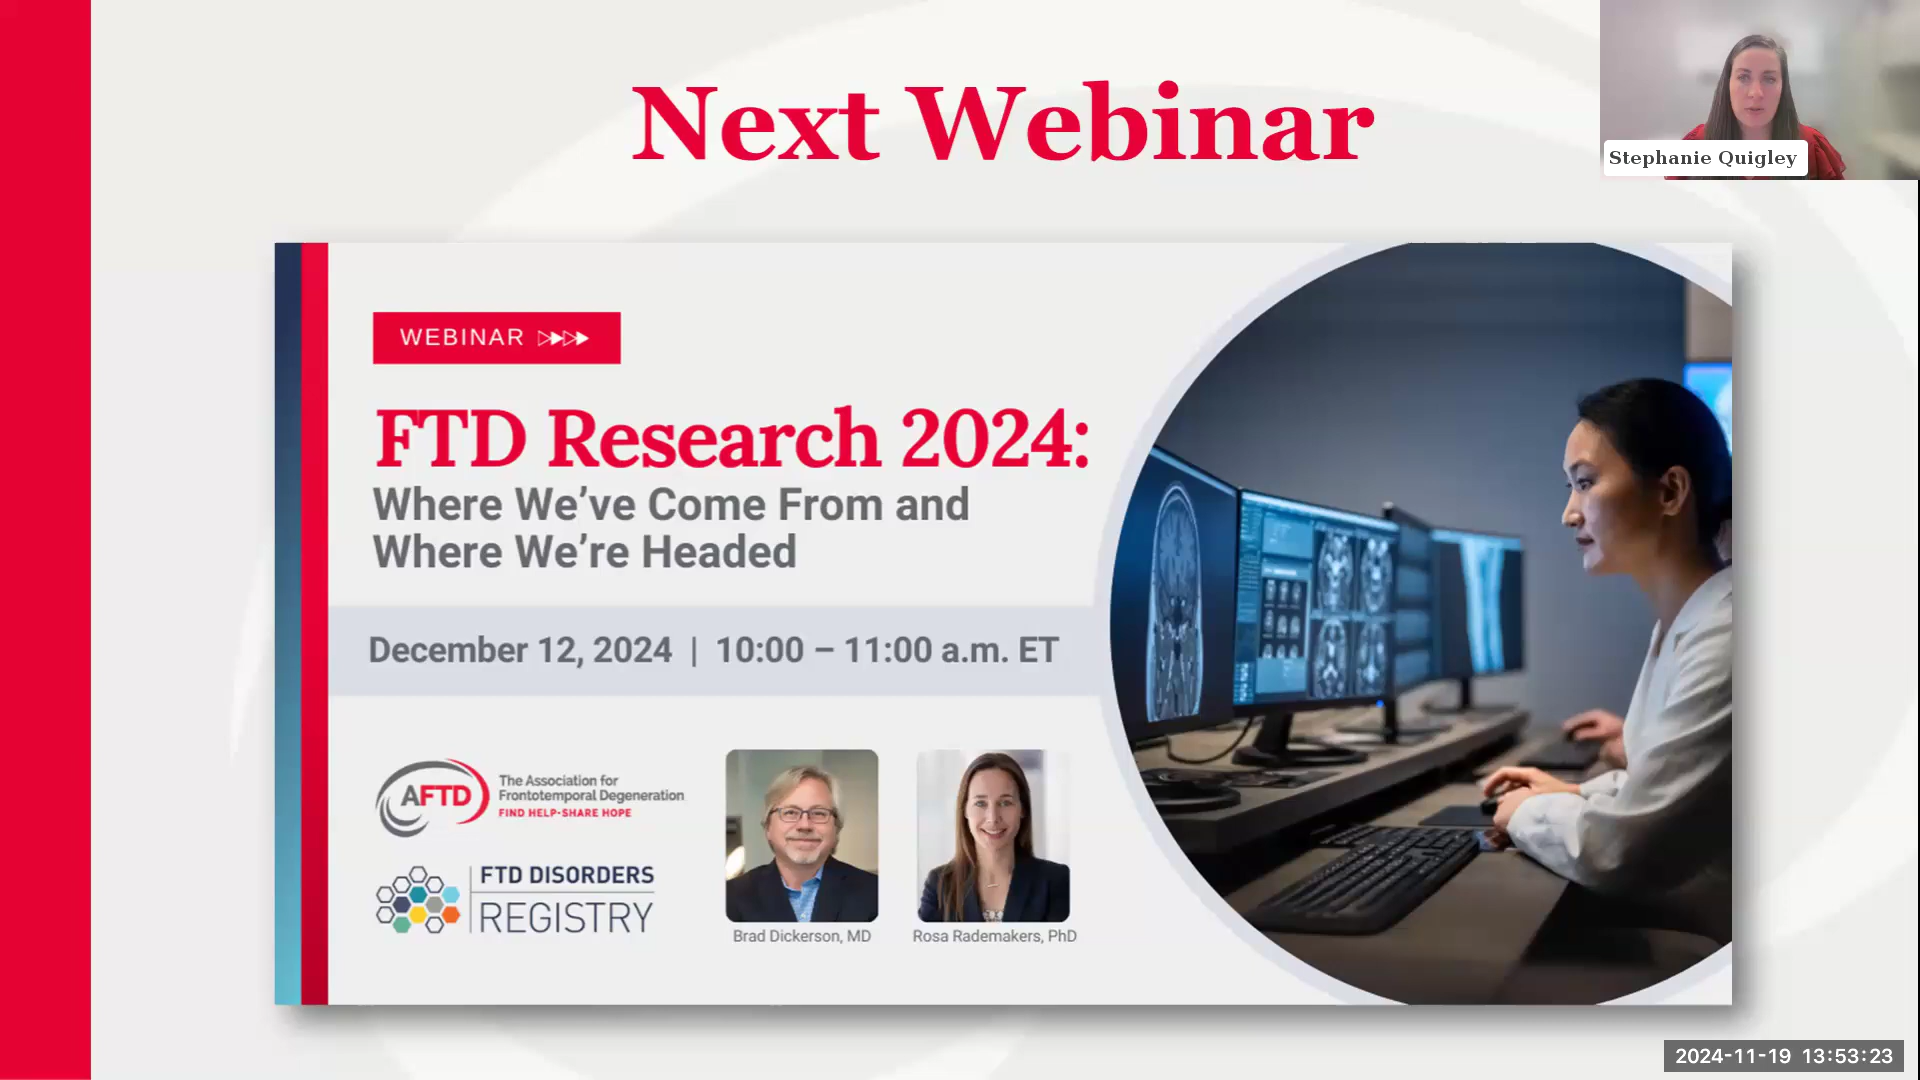 Next Webinar
Stephanie Quigley
WEBINAR
FTD Research 2024:
Where We’ve Come From and
Where We’re Headed
December 12, 2024 | 10:00 – 11:00 a.m. ET
AFTD
The Association for
Frontotemporal Degeneration
FIND HELP-SHARE HOPE
FTD DISORDERS
REGISTRY
Brad Dickerson, MD
Rosa Rademakers, PhD
2024-11-19 13:53:23